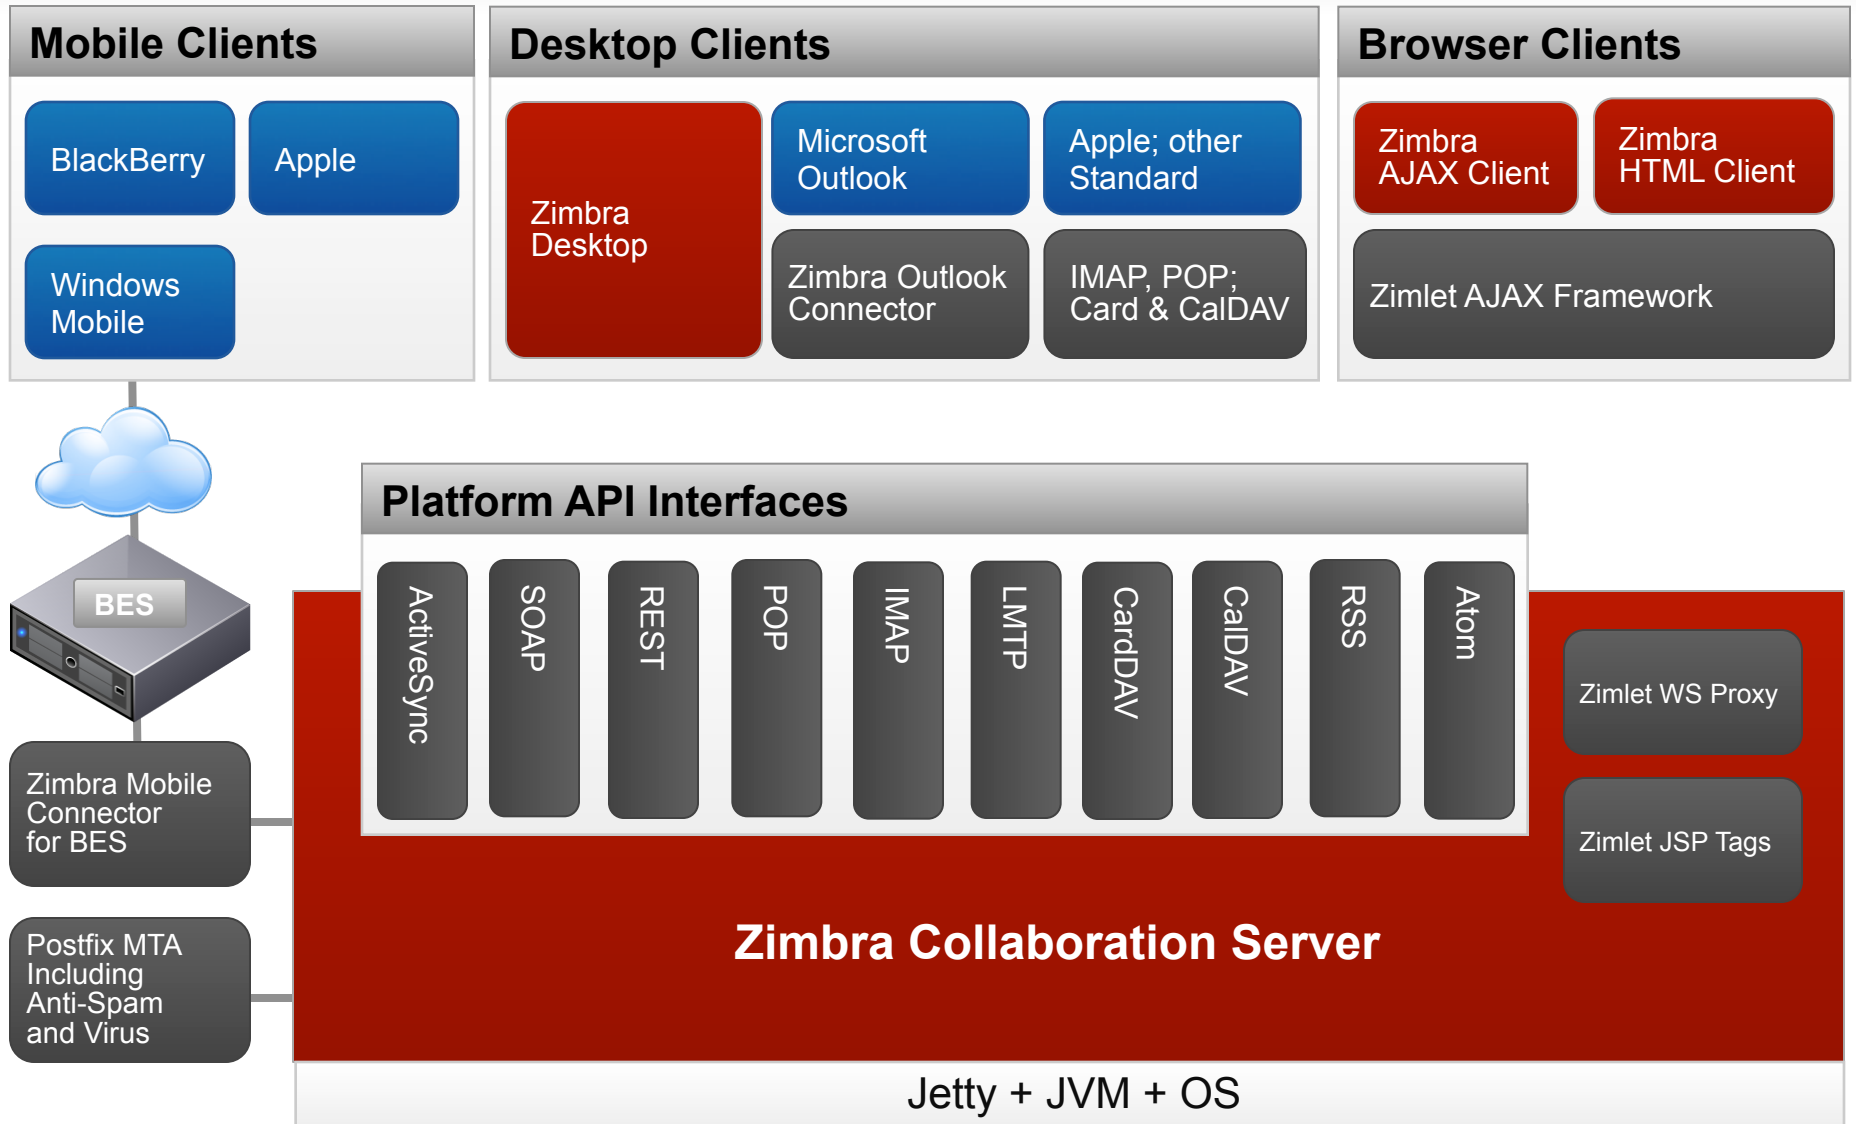 Mobile Clients
BlackBerry
Apple
Windows
Mobile
Desktop Clients
Zimbra
Desktop
Microsoft
Outlook
Apple; other
Standard
Zimbra Outlook
Connector
IMAP, POP;
Card & CalDAV
Browser Clients
Zimbra
AJAX Client
Zimbra
HTML Client
Zimlet AJAX Framework
BES
Zimbra Mobile
Connector
for BES
Postfix MTA
Including
Anti-Spam
and Virus
Platform API Interfaces
ActiveSync
SOAP
REST
POP
IMAP
LMTP
CardDAV
CalDAV
RSS
Atom
Zimlet WS Proxy
Zimlet JSP Tags
Zimbra Collaboration Server
Jetty + JVM + OS